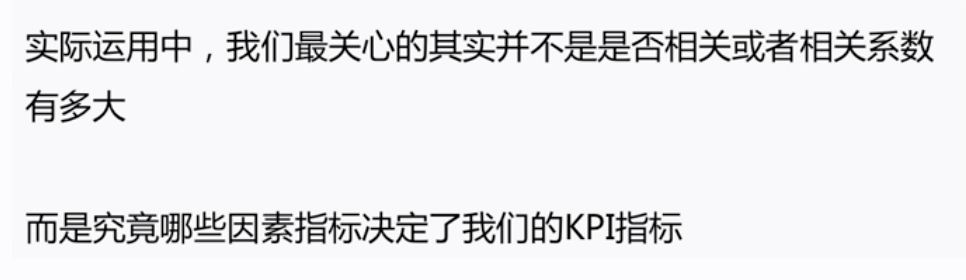 实际运用中，我们最关心的其实并不是是否相关或者相关系数
有多大
而是究竟哪些因素指标决定了我们的KPI指标